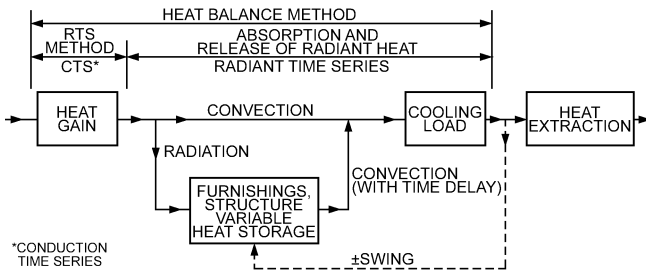 HEAT BALANCE METHOD
RTS
METHOD
CTS*
ABSORPTION AND
RELEASE OF RADIANT HEAT
RADIANT TIME SERIES
HEAT
GAIN
CONVECTION
COOLING
LOAD
HEAT
EXTRACTION
RADIATION
CONVECTION
(WITH TIME DELAY)
FURNISHINGS,
STRUCTURE
VARIABLE
HEAT STORAGE
±SWING
*CONDUCTION
TIME SERIES